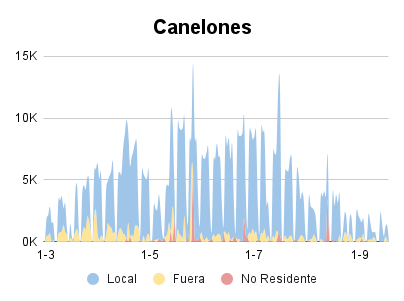 Canelones
15K
10K
5K
0K
1-3
1-5
1-7
1-9
Local
Fuera
No Residente